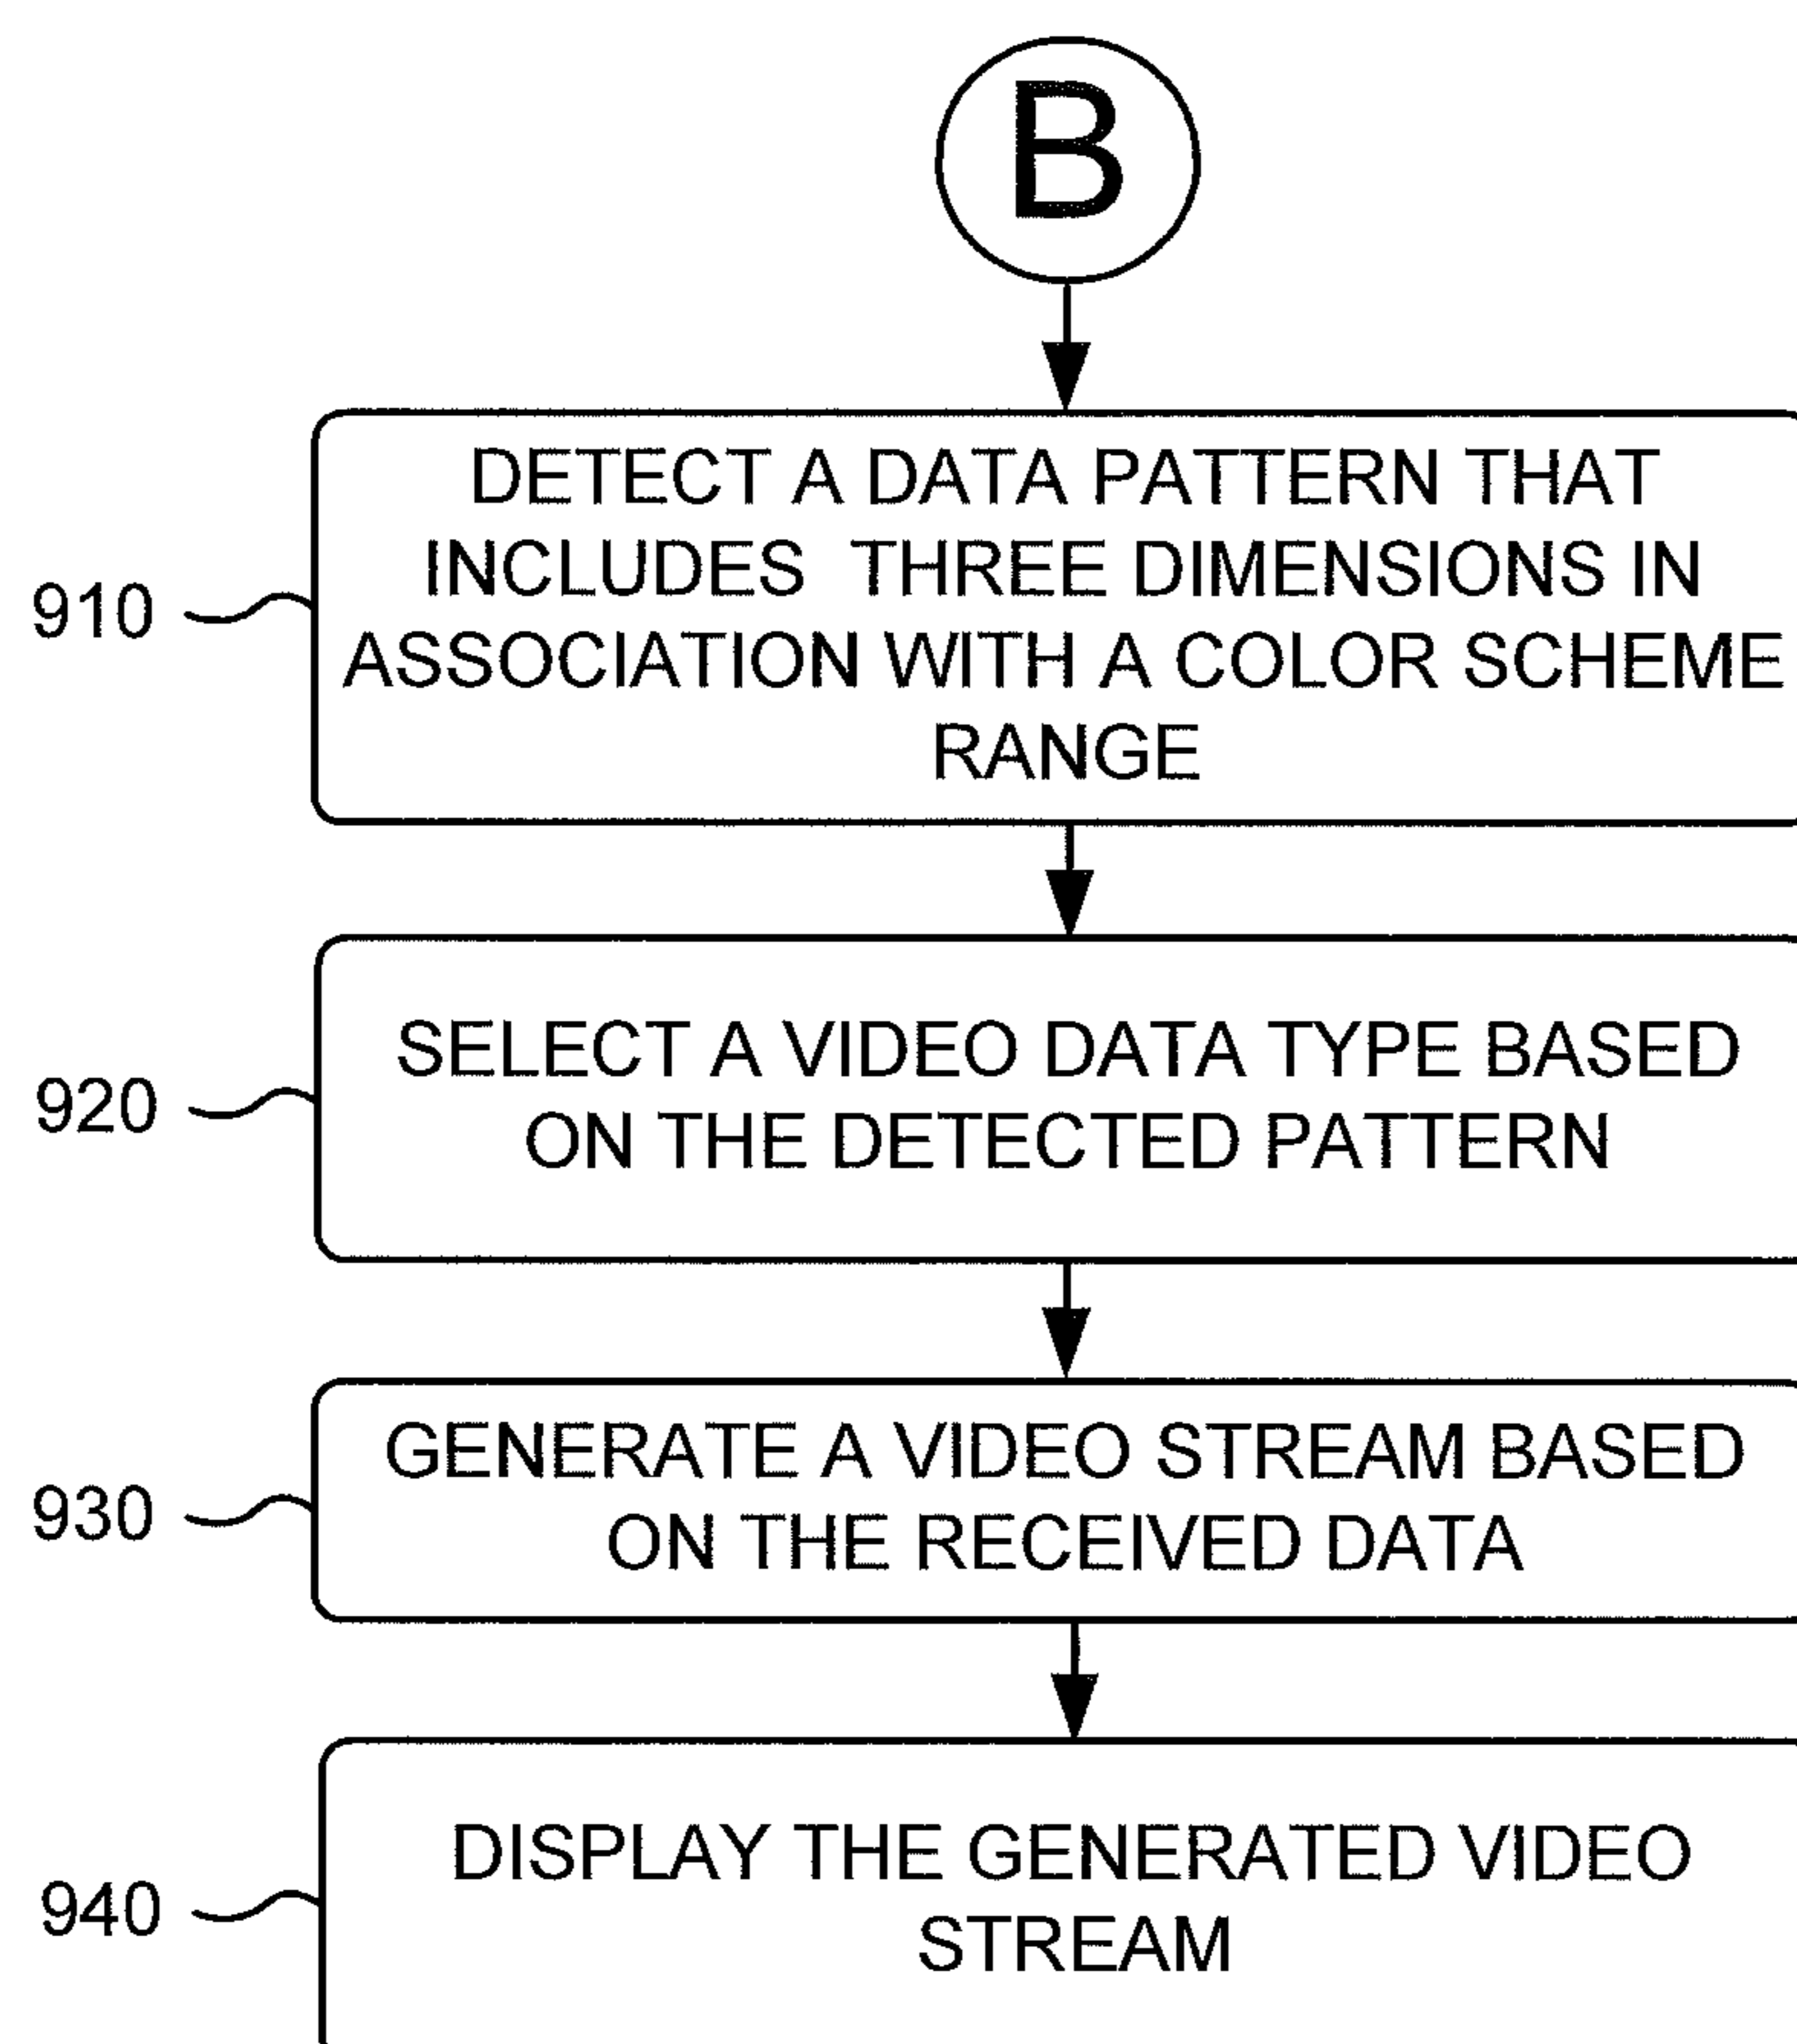 B
DETECT A DATA PATTERN THAT
INCLUDES THREE DIMENSIONS IN
ASSOCIATION WITH A COLOR SCHEME
RANGE
910
SELECT A VIDEO DATA TYPE BASED
ON THE DETECTED PATTERN
920
GENERATE A VIDEO STREAM BASED
ON THE RECEIVED DATA
930
DISPLAY THE GENERATED VIDEO
STREAM
940